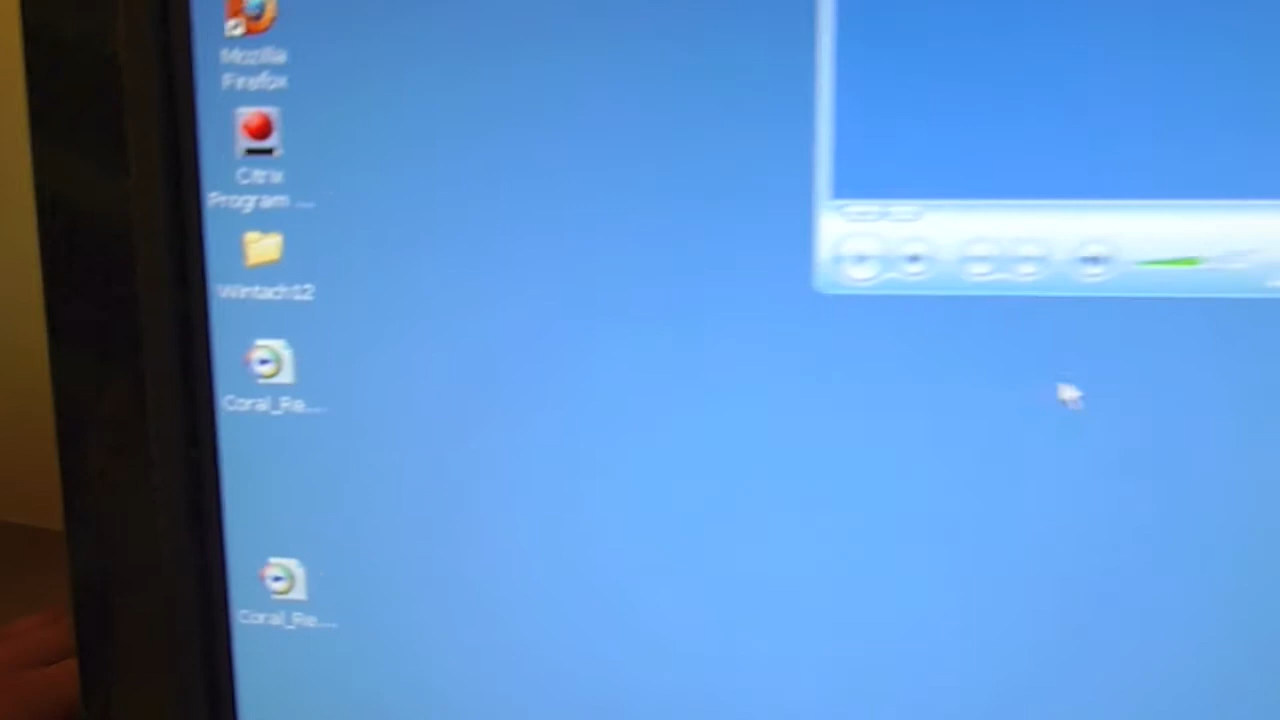 Mozilla
Firefox
Citrix
Program ...
Wintach12
Coral_Re...
Coral_Re...